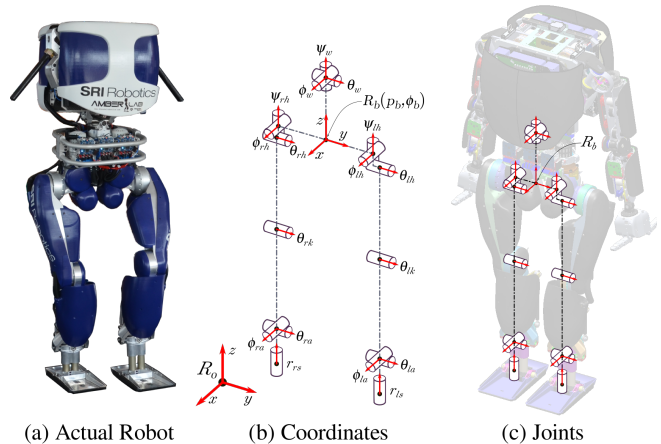 SRI Robotics
AMBER LAB
ψ_w
ϕ_w
θ_w
R_b(p_b, ϕ_b)
ψ_rh
z
y
x
ψ_lh
ϕ_rh
θ_rh
ϕ_lh
θ_lh
θ_rk
θ_lk
ϕ_ra
θ_ra
r_rs
ϕ_la
θ_la
r_ls
R_o
z
x
y
R_b
(a) Actual Robot
(b) Coordinates
(c) Joints